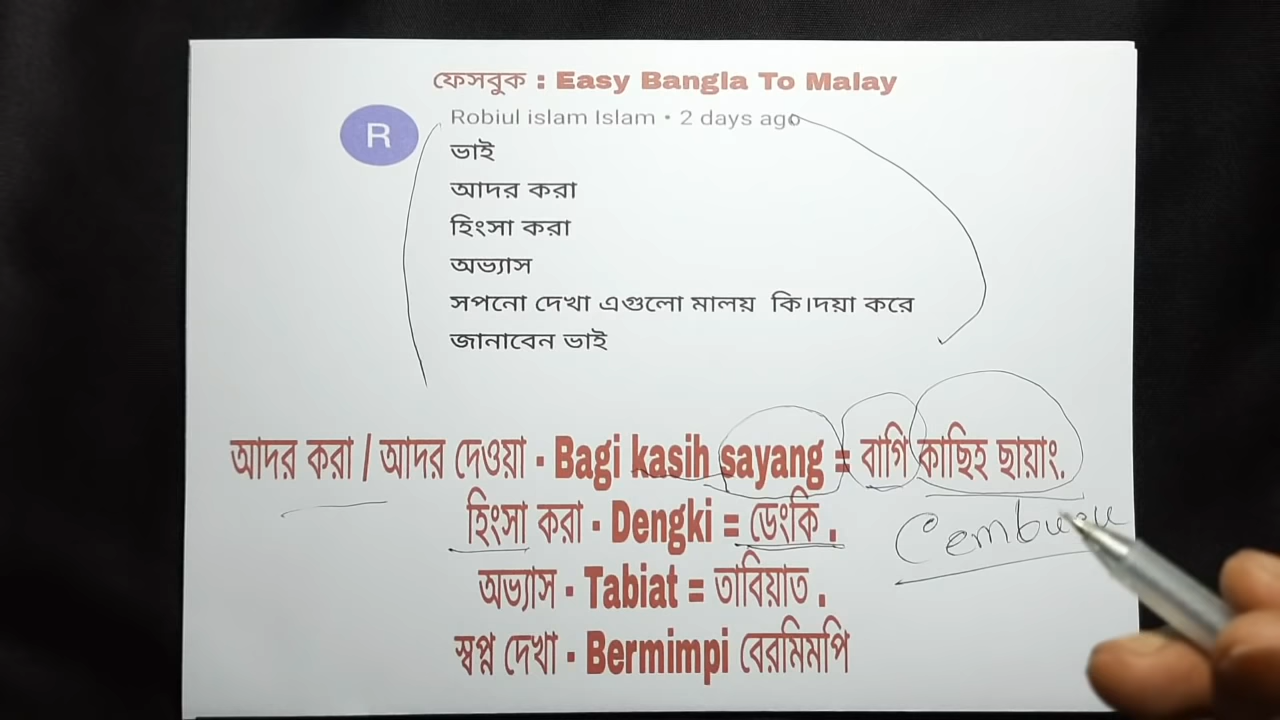 ফেসবুক : Easy Bangla To Malay
R
Robiul islam Islam • 2 days ago
ভাই
আদর করা
হিংসা করা
অভ্যাস
সপনো দেখা এগুলো মালয় কি।দয়া করে
জানাবেন ভাই
আদর করা / আদর দেওয়া - Bagi kasih sayang = বাগি কাছিহ ছায়াং.
হিংসা করা - Dengki = ডেংকি .
Cemburu
অভ্যাস - Tabiat = তাবিয়াত .
স্বপ্ন দেখা - Bermimpi বেরমিমপি